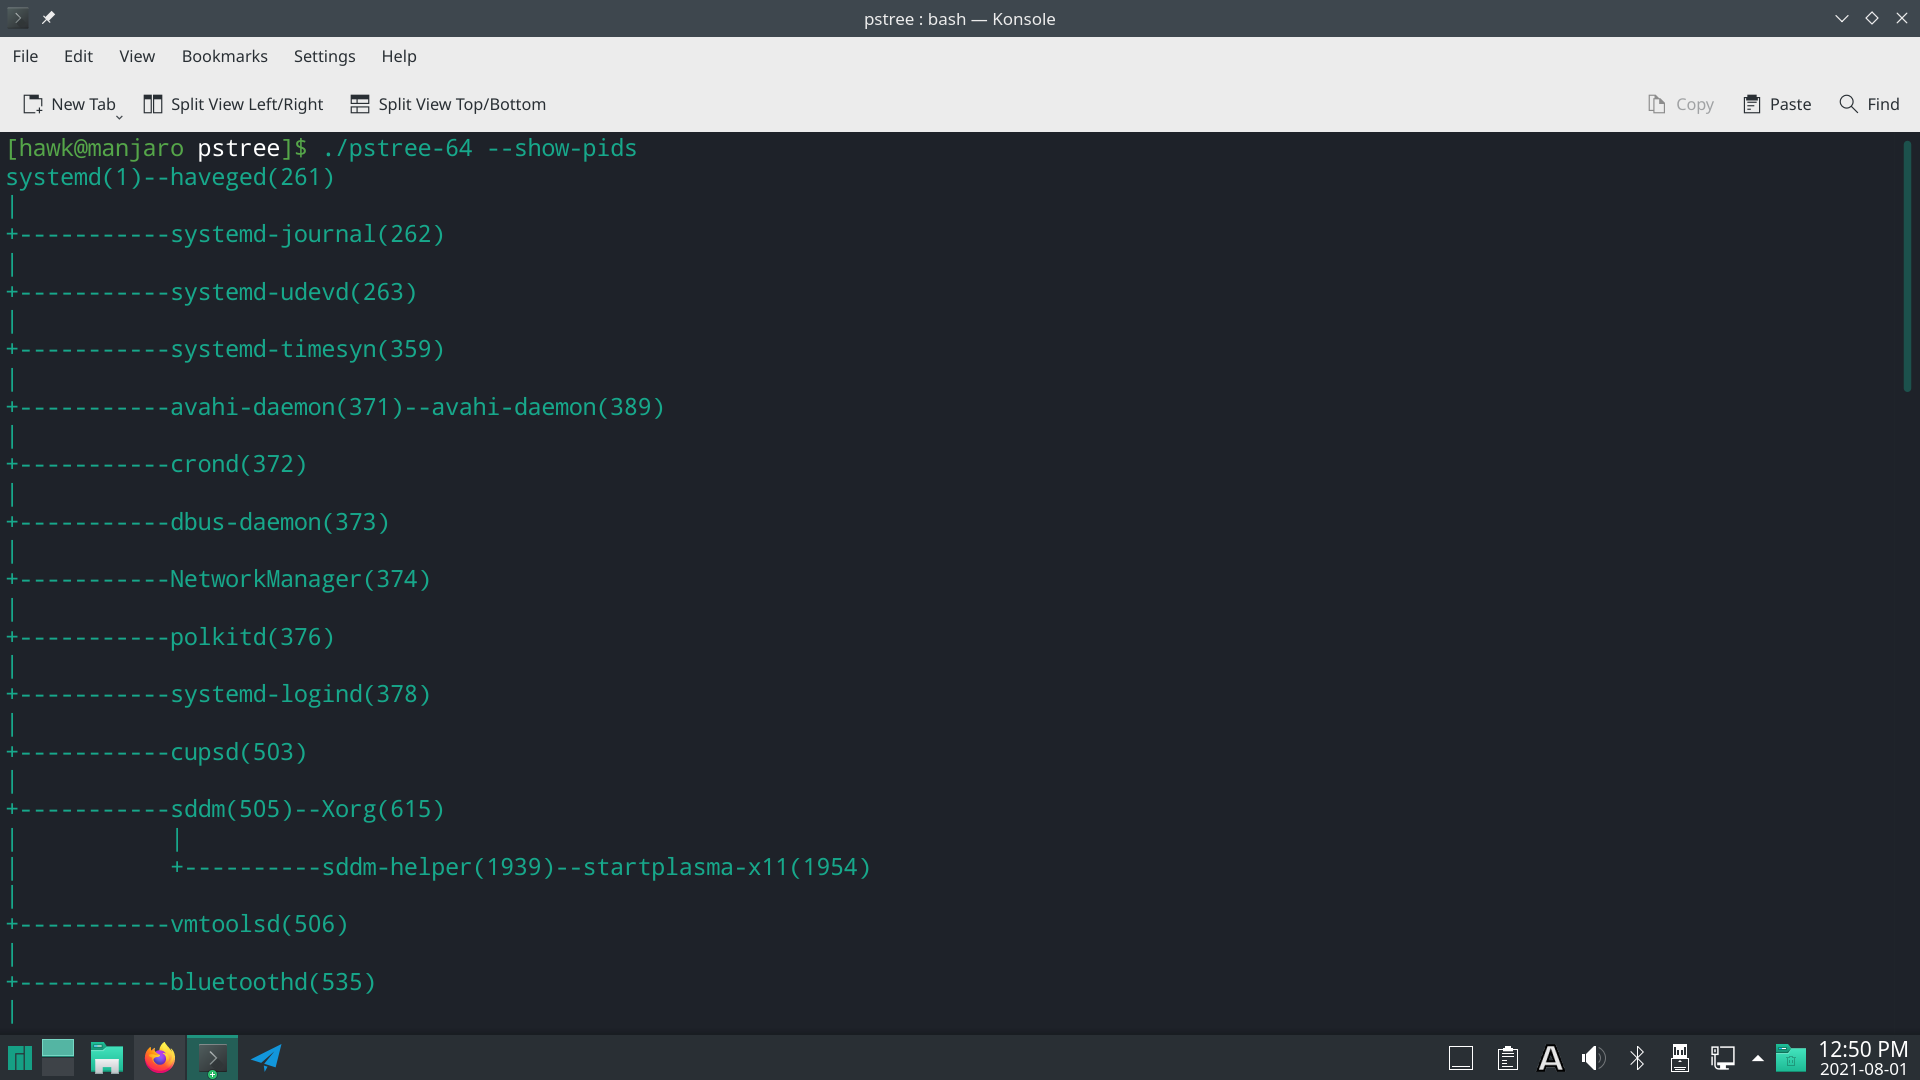 pstree : bash — Konsole
File Edit View Bookmarks Settings Help
New Tab Split View Left/Right Split View Top/Bottom Copy Paste Find
[hawk@manjaro pstree]$ ./pstree-64 --show-pids
systemd(1)--haveged(261)
|
+-----------systemd-journal(262)
|
+-----------systemd-udevd(263)
|
+-----------systemd-timesyn(359)
|
+-----------avahi-daemon(371)--avahi-daemon(389)
|
+-----------crond(372)
|
+-----------dbus-daemon(373)
|
+-----------NetworkManager(374)
|
+-----------polkitd(376)
|
+-----------systemd-logind(378)
|
+-----------cupsd(503)
|
+-----------sddm(505)--Xorg(615)
|           |
|           +----------sddm-helper(1939)--startplasma-x11(1954)
|
+-----------vmtoolsd(506)
|
+-----------bluetoothd(535)
|
A 12:50 PM
2021-08-01